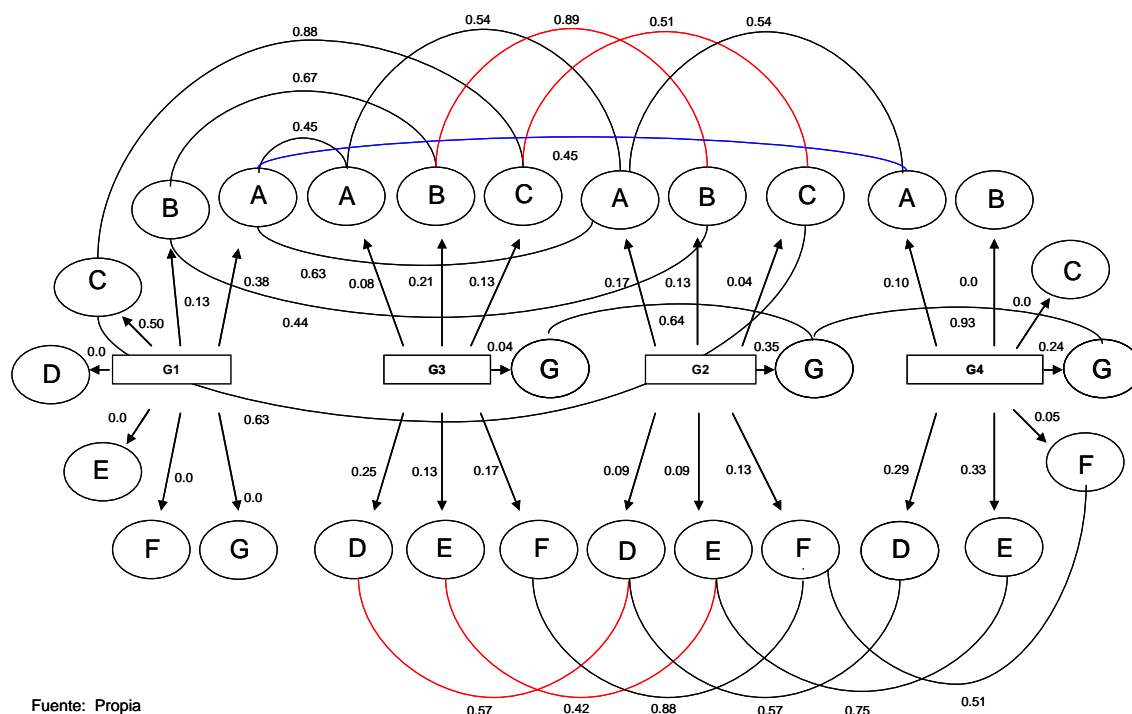 0.54 0.89 0.51 0.54
0.88
0.67
0.45
0.45
B A A B C A B C A B
C
C
0.38 0.63 0.08 0.21 0.13 0.17 0.13 0.04 0.10 0.0
0.13 0.0
0.50 0.44 0.64 0.93
0.0 0.04 0.35 0.24
D G1 G3 G G2 G G4 G
0.0 0.63 0.05
E 0.25 0.13 0.17 0.09 0.09 0.13 0.29 0.33 F
0.0 0.0
F G D E F D E F D E
Fuente: Propia
0.57 0.42 0.88 0.57 0.75 0.51